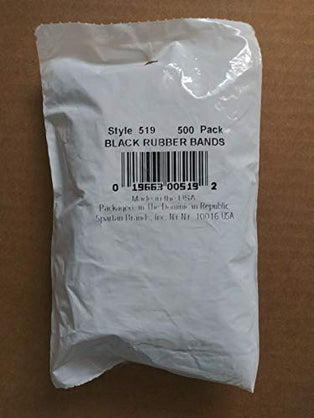 Style 519 500 Pack
BLACK RUBBER BANDS
0 19663 00519 2
Made in the USA
Packaged in The Dominican Republic
Spartan Brands, Inc. NY NY 10016 USA